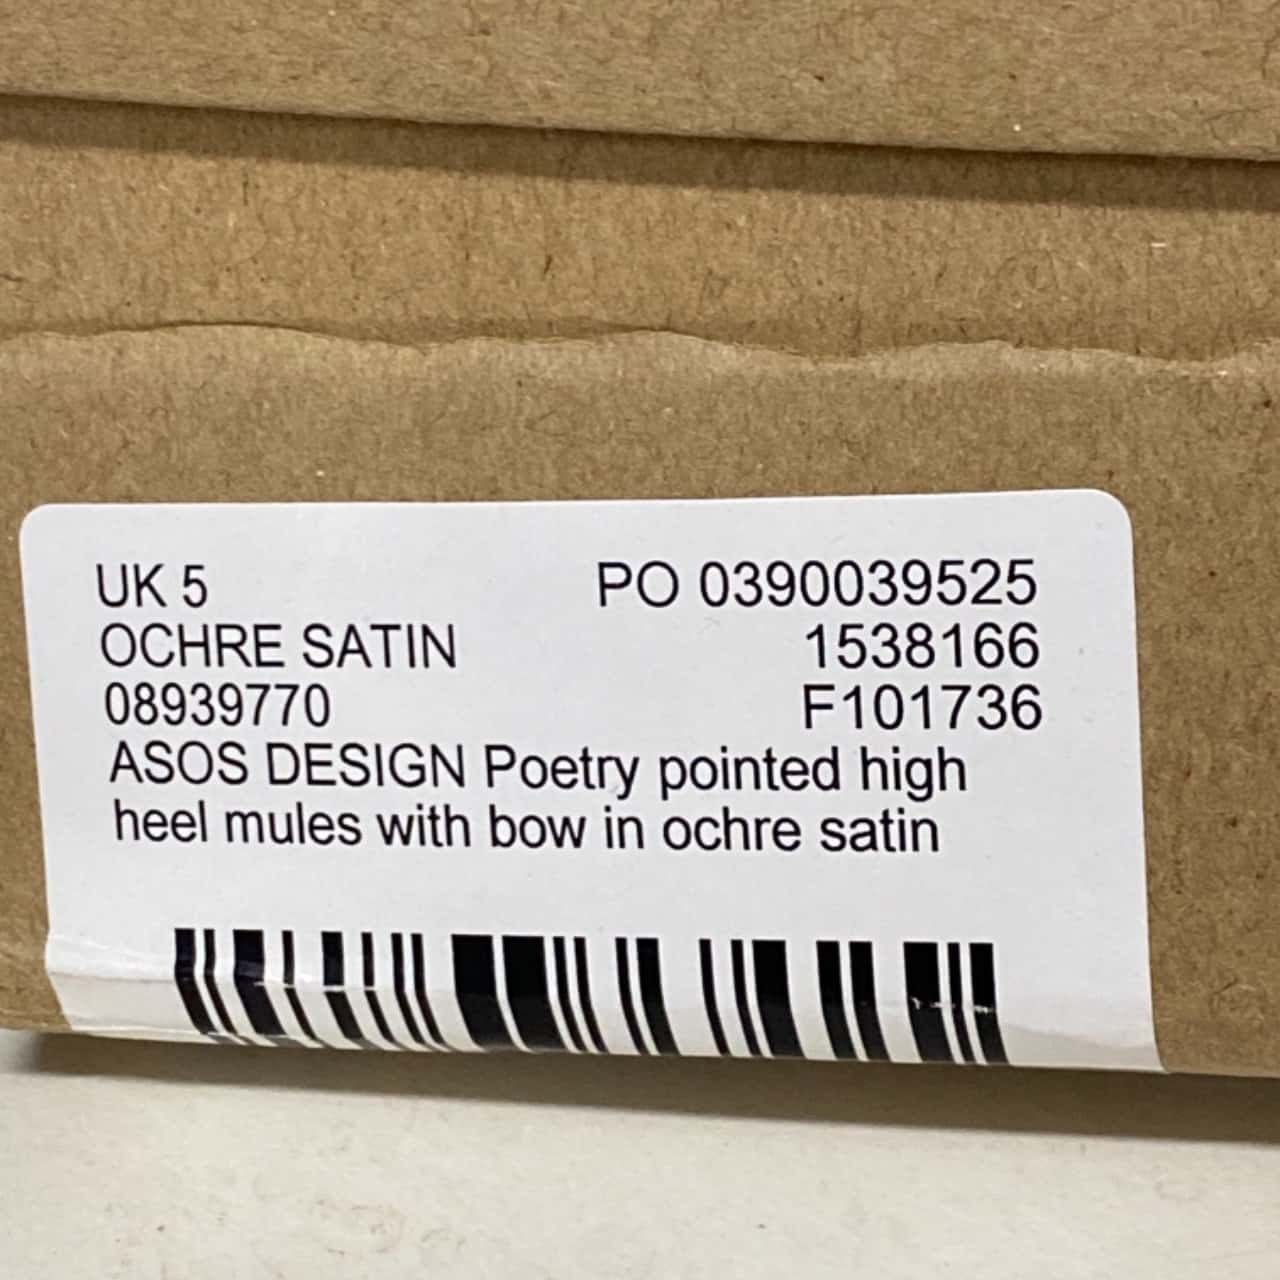 UK 5 PO 0390039525
OCHRE SATIN 1538166
08939770 F101736
ASOS DESIGN Poetry pointed high
heel mules with bow in ochre satin